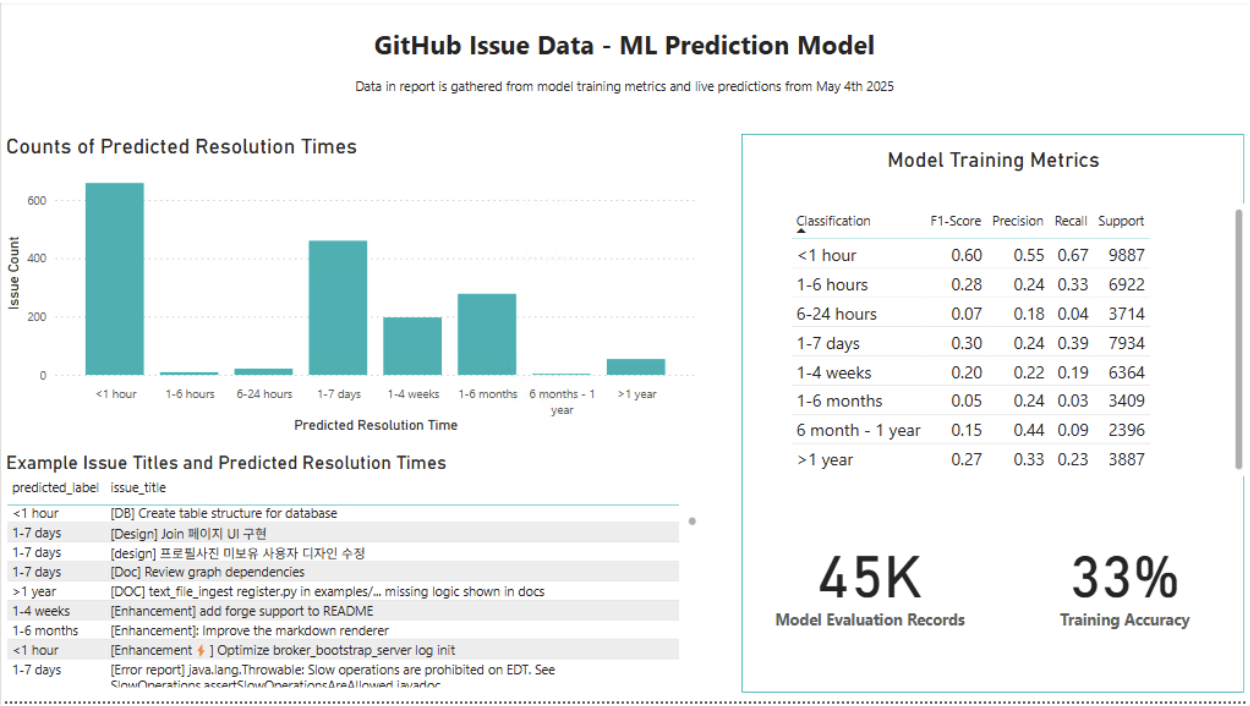 GitHub Issue Data - ML Prediction Model
Data in report is gathered from model training metrics and live predictions from May 4th 2025
Counts of Predicted Resolution Times
600
400
200
0
Issue Count
<1 hour 1-6 hours 6-24 hours 1-7 days 1-4 weeks 1-6 months 6 months - 1 year >1 year
Predicted Resolution Time
Example Issue Titles and Predicted Resolution Times
predicted_label issue_title
<1 hour [DB] Create table structure for database
1-7 days [Design] Join 페이지 UI 구현
1-7 days [design] 프로필사진 미보유 사용자 디자인 수정
1-7 days [Doc] Review graph dependencies
>1 year [DOC] text_file_ingest register.py in examples/... missing logic shown in docs
1-4 weeks [Enhancement] add forge support to README
1-6 months [Enhancement]: Improve the markdown renderer
<1 hour [Enhancement ⚡ ] Optimize broker_bootstrap_server log init
1-7 days [Error report] java.lang.Throwable: Slow operations are prohibited on EDT. See
SlowOperations.assertSlowOperationsAreAllowed javadoc
Model Training Metrics
Classification F1-Score Precision Recall Support
<1 hour 0.60 0.55 0.67 9887
1-6 hours 0.28 0.24 0.33 6922
6-24 hours 0.07 0.18 0.04 3714
1-7 days 0.30 0.24 0.39 7934
1-4 weeks 0.20 0.22 0.19 6364
1-6 months 0.05 0.24 0.03 3409
6 month - 1 year 0.15 0.44 0.09 2396
>1 year 0.27 0.33 0.23 3887
45K
Model Evaluation Records
33%
Training Accuracy